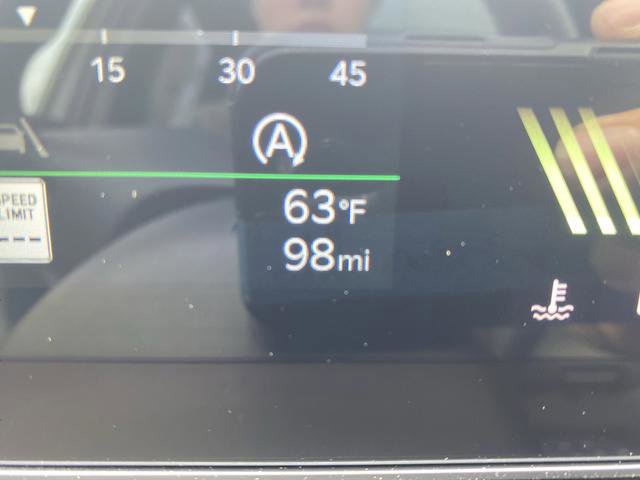 15 30 45
A
63°F
SPEED
LIMIT
---
98mi